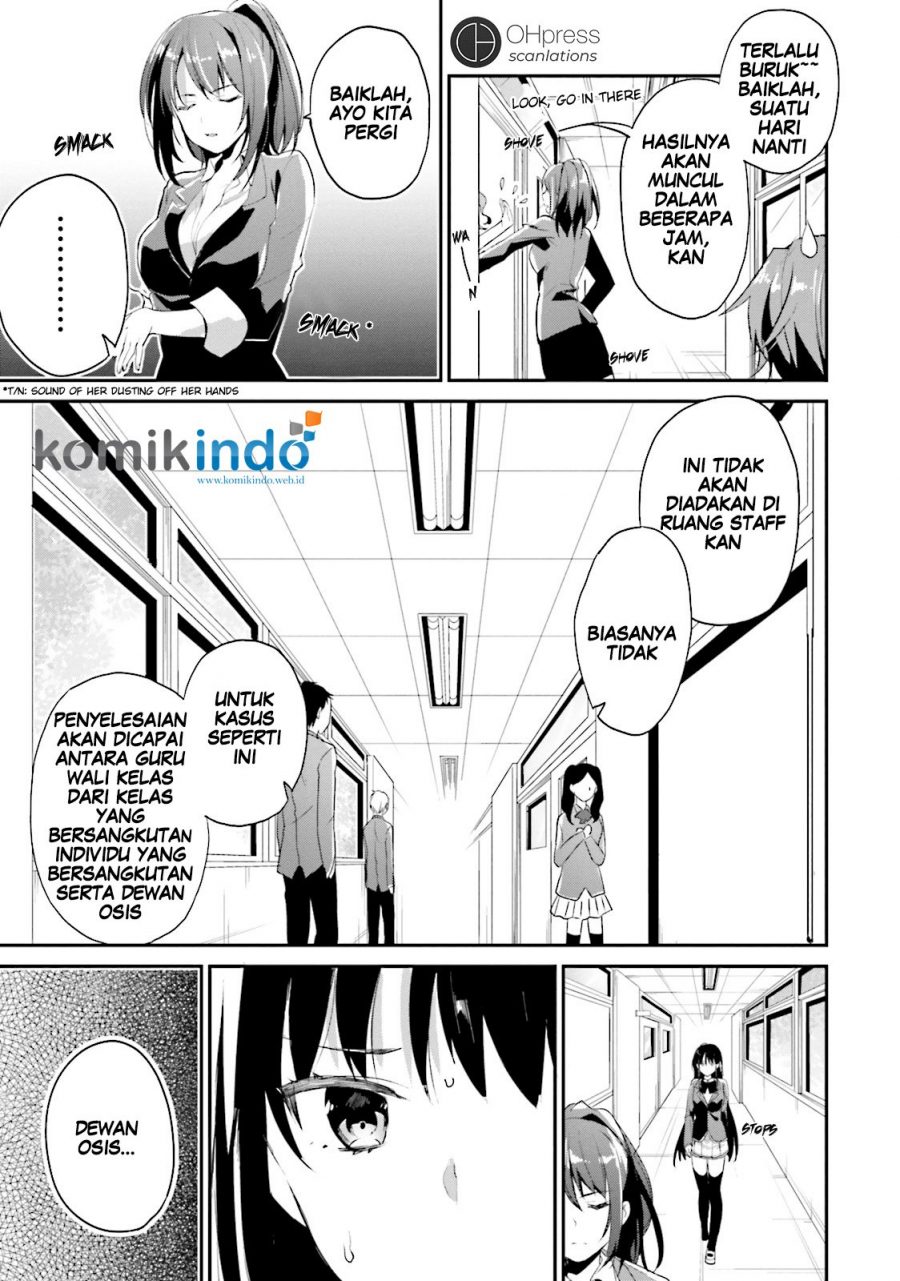 OHpress
scanlations
TERLALU
BURUK~~
BAIKLAH,
SUATU
HARI
NANTI
LOOK, GO IN THERE
HASILNYA
AKAN
MUNCUL
DALAM
BEBERAPA
JAM,
KAN
SHOVE
WA
N
SHOVE
BAIKLAH,
AYO KITA
PERGI
SMACK
.........
SMACK*
*T/N: SOUND OF HER DUSTING OFF HER HANDS
komikindo
www.komikindo.web.id
INI TIDAK
AKAN
DIADAKAN DI
RUANG STAFF
KAN
BIASANYA
TIDAK
UNTUK
KASUS
SEPERTI
INI
PENYELESAIAN
AKAN DICAPAI
ANTARA GURU
WALI KELAS
DARI KELAS
YANG
BERSANGKUTAN
INDIVIDU YANG
BERSANGKUTAN
SERTA DEWAN
OSIS
STOPS
DEWAN
OSIS...